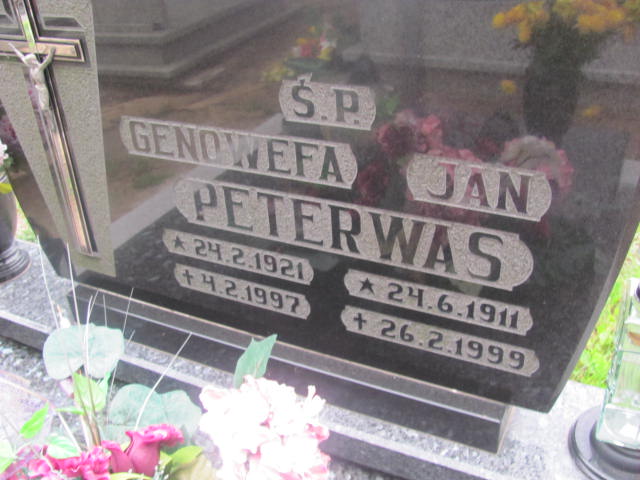 Ś.P.
GENOWEFA JAN
PETERWAS
★ 24.2.1921 ★ 24.6.1911
✝ 4.2.1997 ✝ 26.2.1999